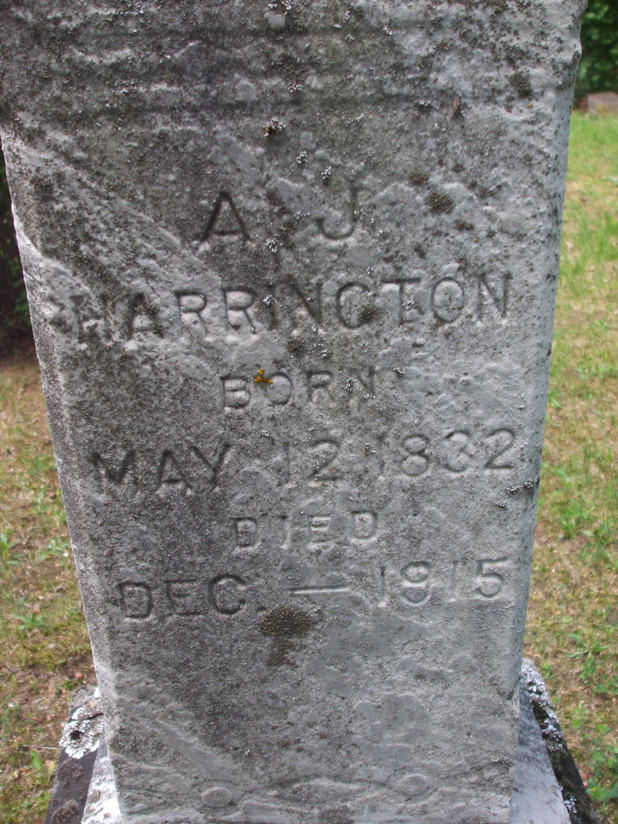 A. J.
HARRINGTON
BORN
MAY 12 1832
DIED
DEC. — 1915